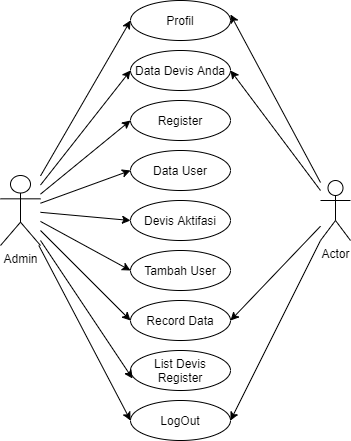 Profil
Data Devis Anda
Register
Data User
Devis Aktifasi
Tambah User
Record Data
List Devis
Register
LogOut
Admin
Actor